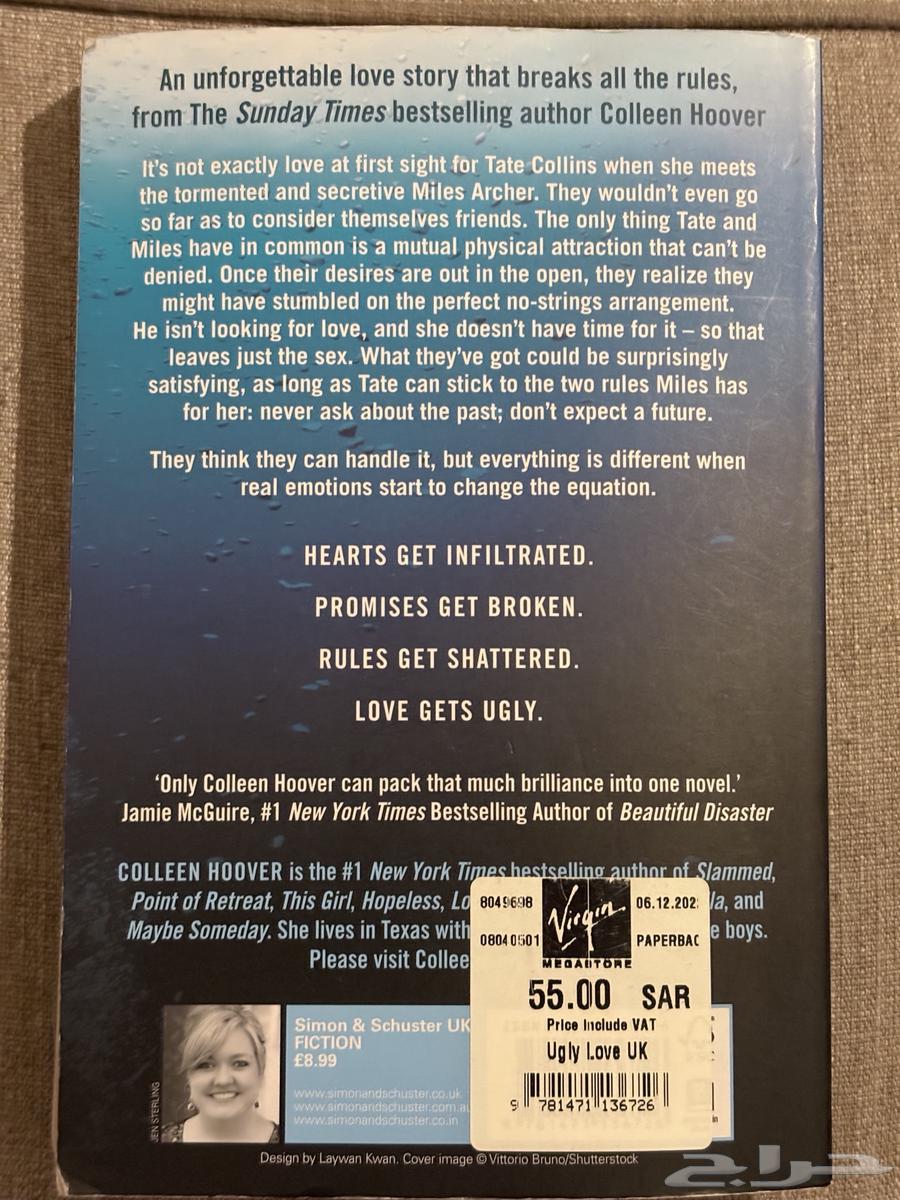 An unforgettable love story that breaks all the rules,
from The Sunday Times bestselling author Colleen Hoover
It's not exactly love at first sight for Tate Collins when she meets
the tormented and secretive Miles Archer. They wouldn't even go
so far as to consider themselves friends. The only thing Tate and
Miles have in common is a mutual physical attraction that can't be
denied. Once their desires are out in the open, they realize they
might have stumbled on the perfect no-strings arrangement.
He isn't looking for love, and she doesn't have time for it – so that
leaves just the sex. What they've got could be surprisingly
satisfying, as long as Tate can stick to the two rules Miles has
for her: never ask about the past; don't expect a future.
They think they can handle it, but everything is different when
real emotions start to change the equation.
HEARTS GET INFILTRATED.
PROMISES GET BROKEN.
RULES GET SHATTERED.
LOVE GETS UGLY.
'Only Colleen Hoover can pack that much brilliance into one novel.'
Jamie McGuire, #1 New York Times Bestselling Author of Beautiful Disaster
COLLEEN HOOVER is the #1 New York Times bestselling author of Slammed,
Point of Retreat, This Girl, Hopeless, Lo la, and
Maybe Someday. She lives in Texas with e boys.
Please visit Collee
8049698 Virgin 06.12.202
08040501 PAPERBAC
MEGASTORE
55.00 SAR
Price Include VAT
Ugly Love UK
9 781471 136726
Simon & Schuster UK
FICTION
£8.99
www.simonandschuster.co.uk
www.simonandschuster.com.au
www.simonandschuster.co.in
JEN STERLING
Design by Laywan Kwan. Cover image © Vittorio Bruno/Shutterstock
حراج